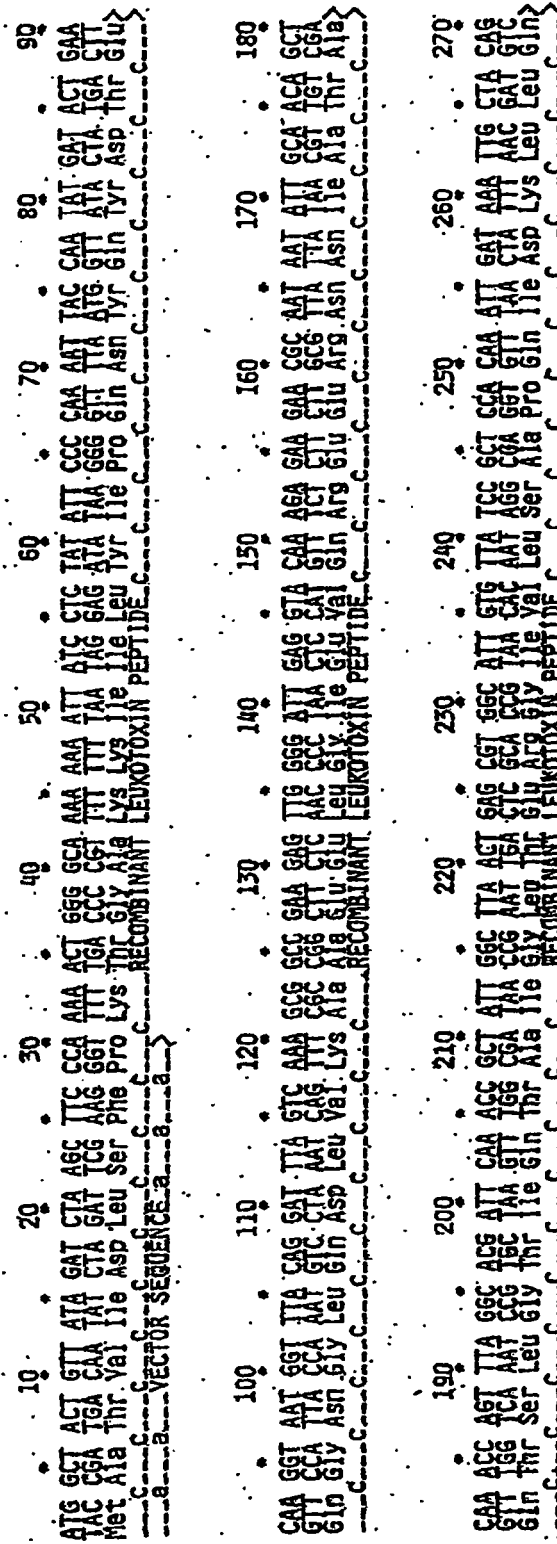 10 20 30 40 50 60 70 80 90
ATG GCT ACT GTT ATA GAT CTA AGC TTC CCA AAA ACT GGG GCA AAA AAA ATT ATC CTC TAT ATT CCC CAA AAT TAC CAA TAT GAT ACT GAA
TAC CGA TGA CAA TAT CTA GAT TCG AAG GGT TTT TGA CCC CGT TTT TTT TAA TAG GAG ATA TAA GGG GTT TTA ATG GTT ATA CTA TGA CTT
Met Ala Thr Val Ile Asp Leu Ser Phe Pro Lys Thr Gly Ala Lys Lys Ile Ile Leu Tyr Ile Pro Gln Asn Tyr Gln Tyr Asp Thr Glu
RECOMBINANT LEUKOTOXIN PEPTIDE
VECTOR SEQUENCE
100 110 120 130 140 150 160 170 180
CAA GGT AAT GGT TTA CAG GAT TTA GTC AAA GCG GCC GAA GAG TTG GGG ATT GAG GTA CAA AGA GAA GAA CGC AAT AAT ATT GCA ACA GCT
GTT CCA TTA CCA AAT GTC CTA AAT CAG TTT CGC CGG CTT CTC AAC CCC TAA CTC CAT GTT TCT CTT CTT GCG TTA TTA TAA CGT TGT CGA
Gln Gly Asn Gly Leu Gln Asp Leu Val Lys Ala Ala Glu Glu Leu Gly Ile Glu Val Gln Arg Glu Glu Arg Asn Asn Ile Ala Thr Ala
RECOMBINANT LEUKOTOXIN PEPTIDE
190 200 210 220 230 240 250 260 270
CAA ACC AGT TTA GGC ACG ATT CAA ACC GCT ATT GGC TTA ACT GAG CGT GGC ATT GTG TTA TCC GCT CCA CAA ATT GAT AAA TTG CTA CAG
GTT TGG TCA AAT CCG TGC TAA GTT TGG CGA TAA CCG AAT TGA CTC GCA CCG TAA CAC AAT AGG CGA GGT GTT TAA CTA TTT AAC GAT GTC
Gln Thr Ser Leu Gly Thr Ile Gln Thr Ala Ile Gly Leu Thr Glu Arg Gly Ile Val Leu Ser Ala Pro Gln Ile Asp Lys Leu Leu Gln
RECOMBINANT LEUKOTOXIN PEPTIDE